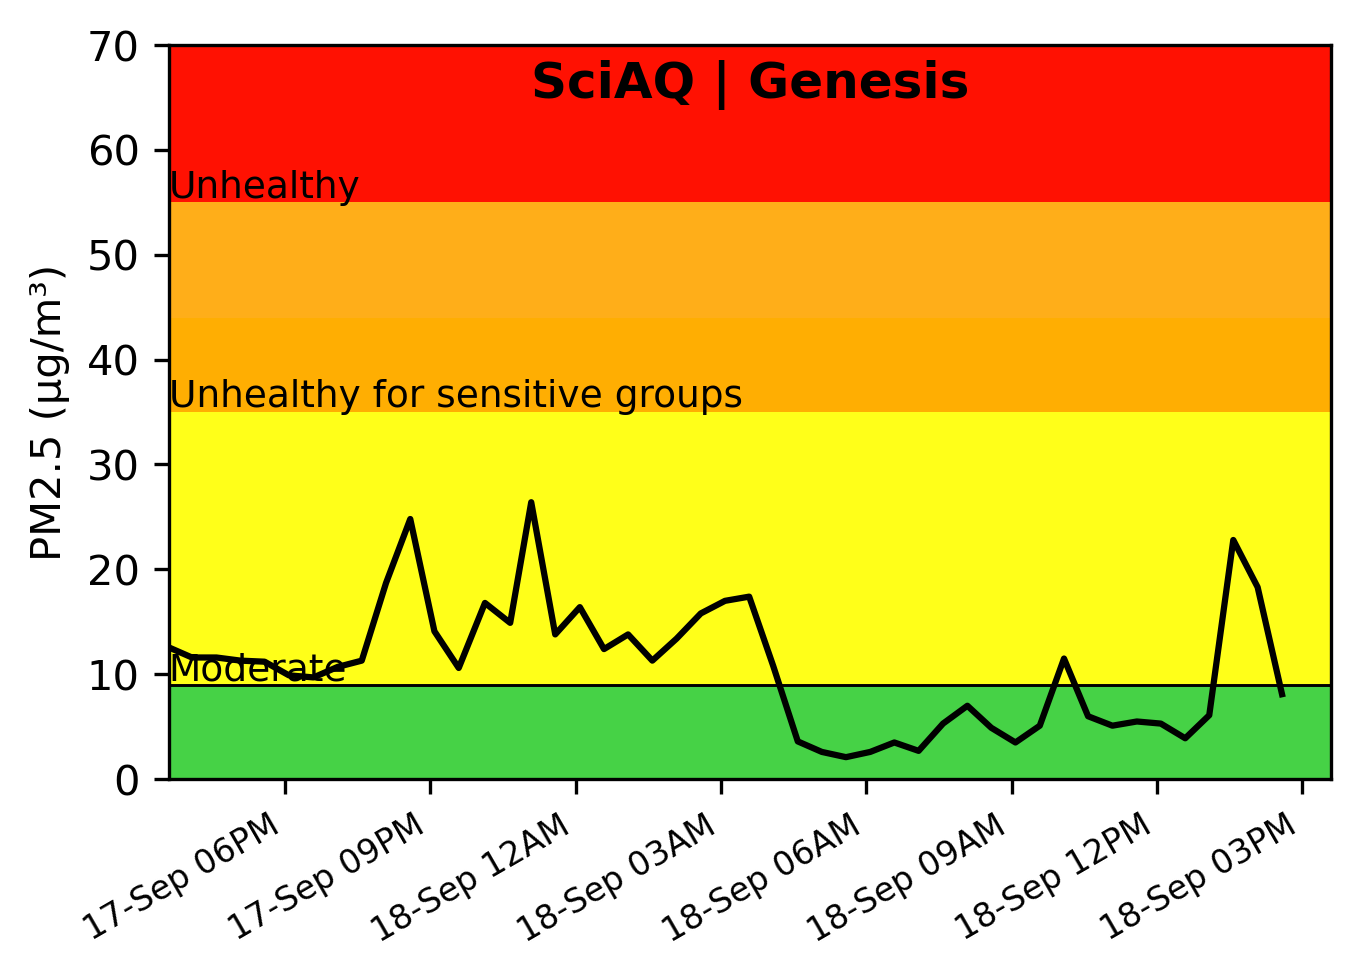 SciAQ | Genesis
70
60
50
40
30
20
10
0
PM2.5 (µg/m³)
Unhealthy
Unhealthy for sensitive groups
Moderate
17-Sep 06PM
17-Sep 09PM
18-Sep 12AM
18-Sep 03AM
18-Sep 06AM
18-Sep 09AM
18-Sep 12PM
18-Sep 03PM